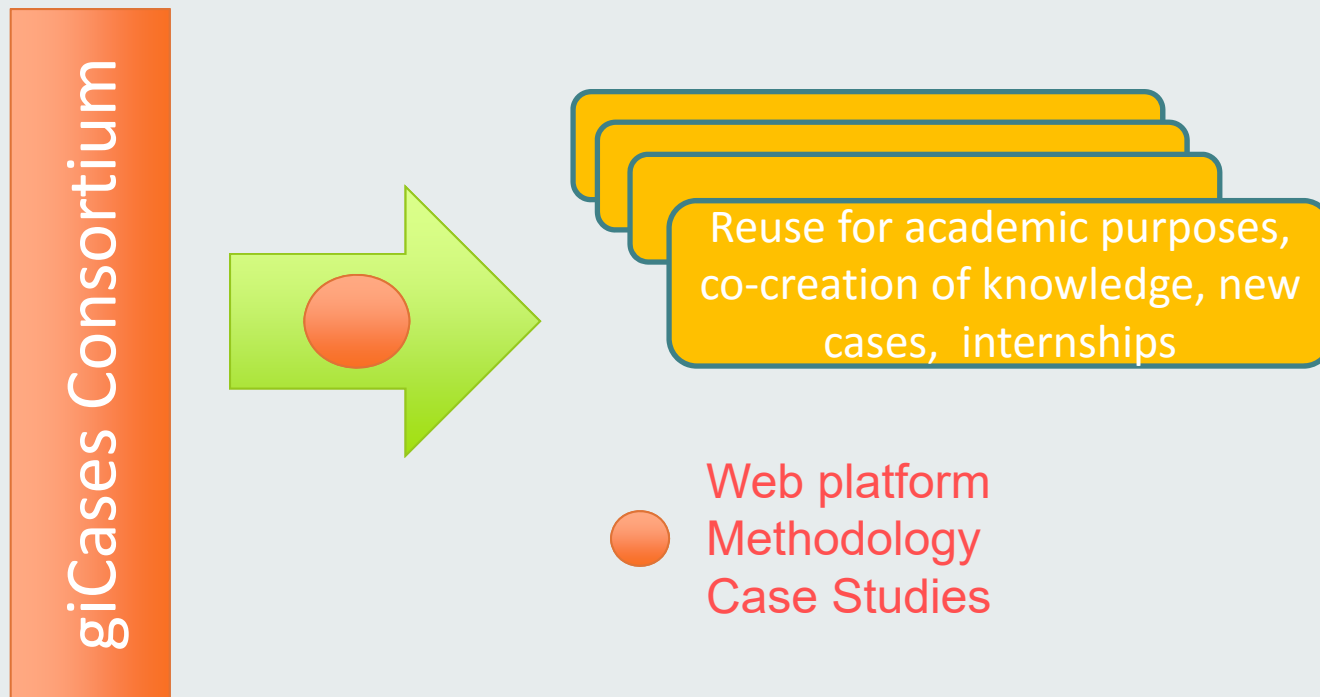 giCases Consortium
Reuse for academic purposes,
co-creation of knowledge, new
cases,  internships
Web platform
Methodology
Case Studies